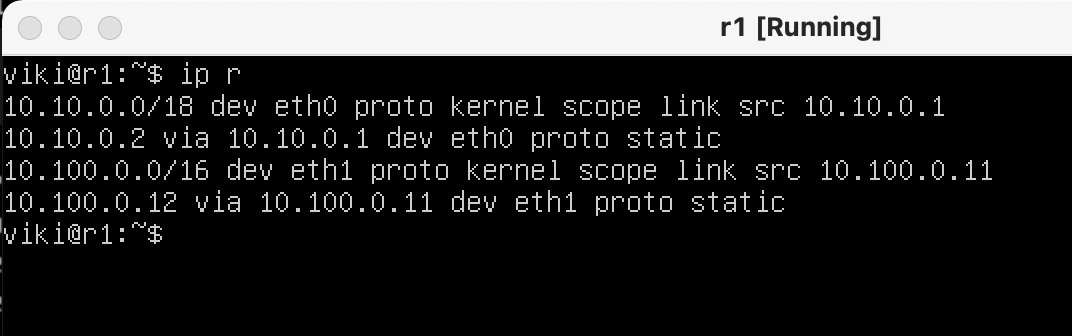 r1 [Running]
viki@r1:~$ ip r
10.10.0.0/18 dev eth0 proto kernel scope link src 10.10.0.1
10.10.0.2 via 10.10.0.1 dev eth0 proto static
10.100.0.0/16 dev eth1 proto kernel scope link src 10.100.0.11
10.100.0.12 via 10.100.0.11 dev eth1 proto static
viki@r1:~$